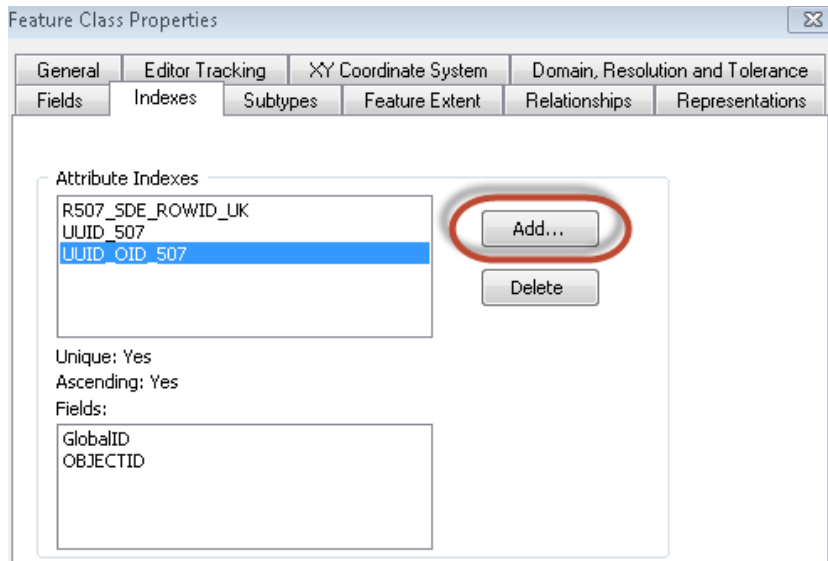 Feature Class Properties
General Editor Tracking XY Coordinate System Domain, Resolution and Tolerance
Fields Indexes Subtypes Feature Extent Relationships Representations
Attribute Indexes
R507_SDE_ROWID_UK
UUID_507
UUID_OID_507
Add...
Delete
Unique: Yes
Ascending: Yes
Fields:
GlobalID
OBJECTID